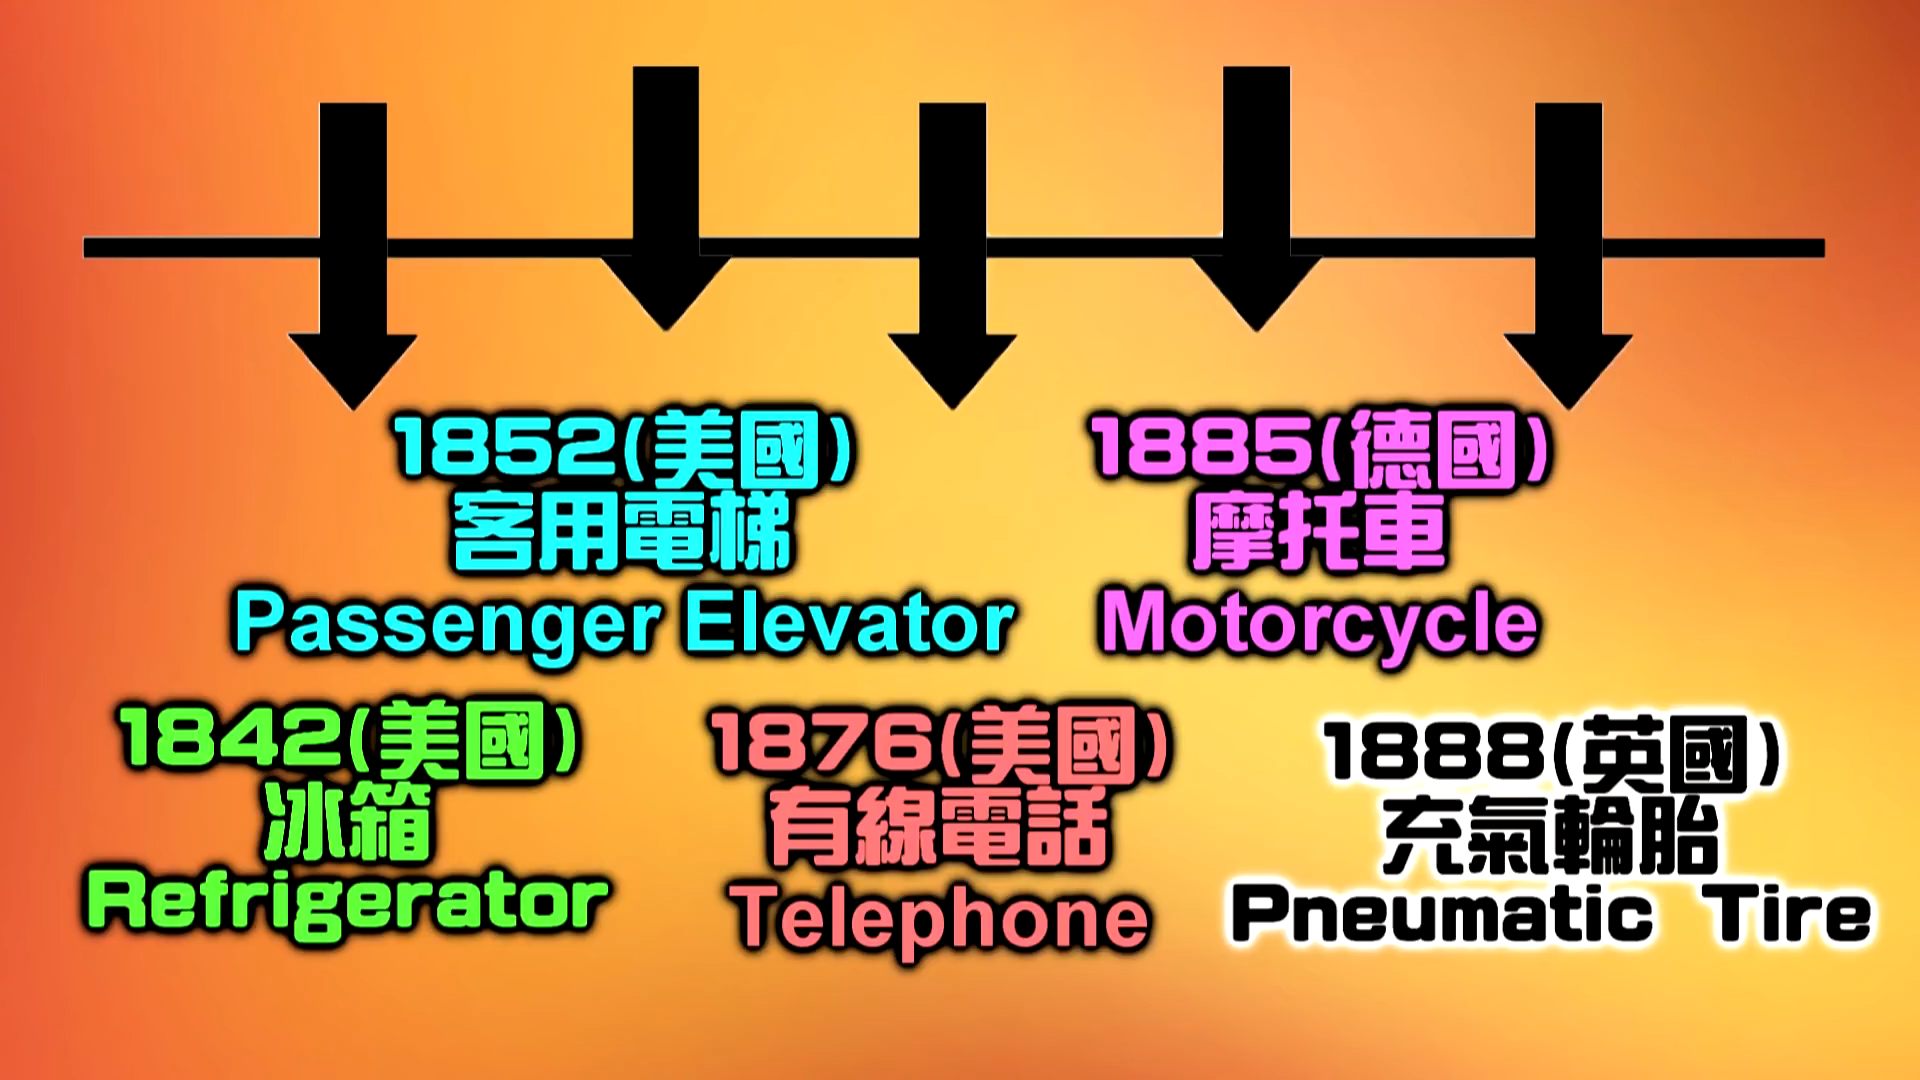 1852(美國)
客用電梯
Passenger Elevator
1885(德國)
摩托車
Motorcycle
1842(美國)
冰箱
Refrigerator
1876(美國)
有線電話
Telephone
1888(英國)
充氣輪胎
Pneumatic Tire